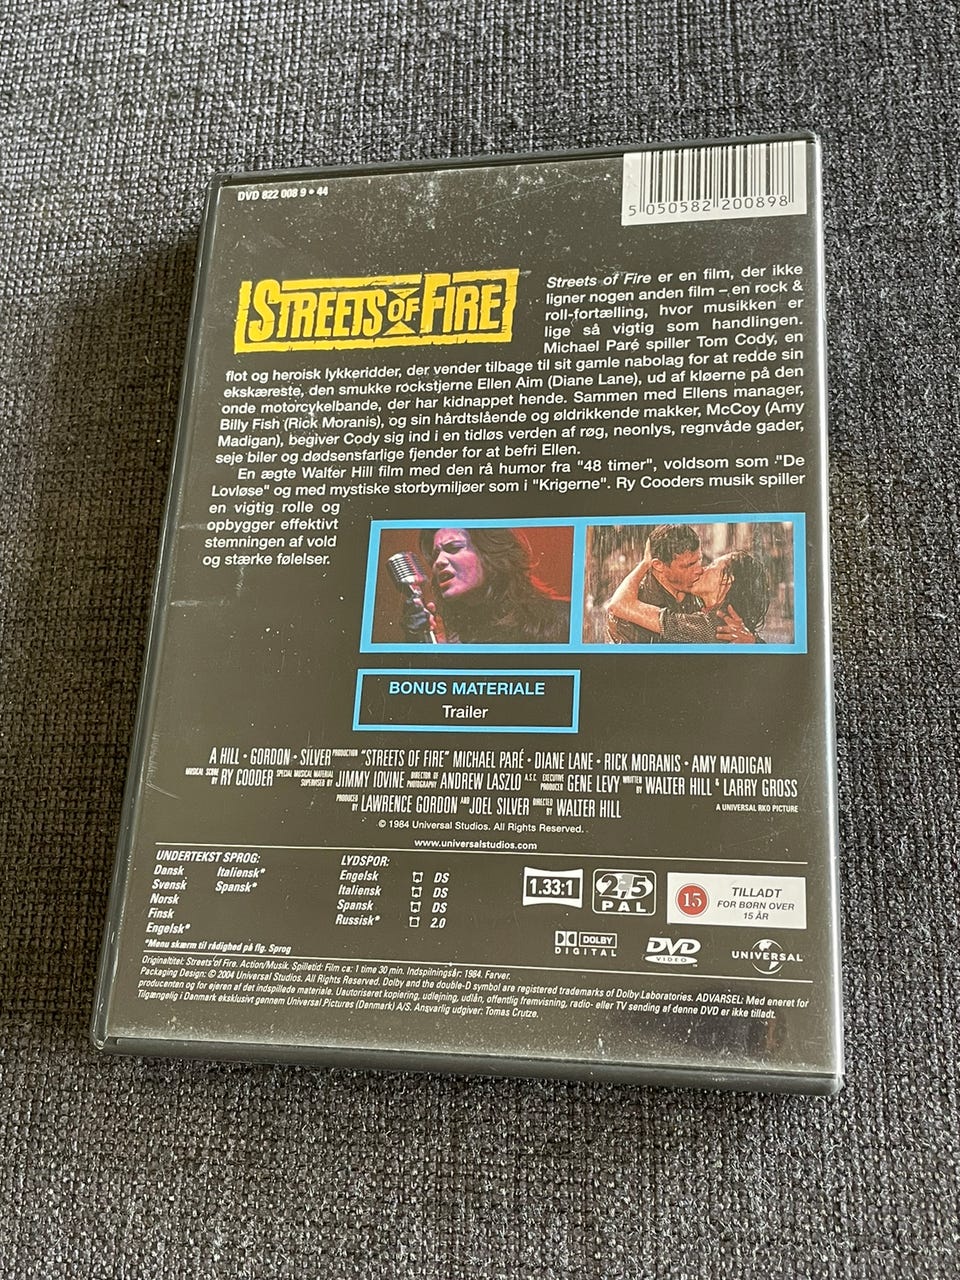 DVD 822 008 9 • 44
5 050582 200898
STREETS OF FIRE
Streets of Fire er en film, der ikke
ligner nogen anden film – en rock &
roll-fortælling, hvor musikken er
lige så vigtig som handlingen.
Michael Paré spiller Tom Cody, en
flot og heroisk lykkeridder, der vender tilbage til sit gamle nabolag for at redde sin
ekskæreste, den smukke rockstjerne Ellen Aim (Diane Lane), ud af kløerne på den
onde motorcykelbande, der har kidnappet hende. Sammen med Ellens manager,
Billy Fish (Rick Moranis), og sin hårdtslående og øldrikkende makker, McCoy (Amy
Madigan), begiver Cody sig ind i en tidløs verden af røg, neonlys, regnvåde gader,
seje biler og dødsensfarlige fjender for at befri Ellen.
En ægte Walter Hill film med den rå humor fra "48 timer", voldsom som "De
Lovløse" og med mystiske storbymiljøer som i "Krigerne". Ry Cooders musik spiller
en vigtig rolle og
opbygger effektivt
stemningen af vold
og stærke følelser.
BONUS MATERIALE
Trailer
A HILL • GORDON • SILVER PRODUCTION "STREETS OF FIRE" MICHAEL PARÉ • DIANE LANE • RICK MORANIS • AMY MADIGAN
MUSICAL SCORE BY RY COODER SPECIAL MUSICAL MATERIAL SUPERVISED BY JIMMY IOVINE DIRECTOR OF PHOTOGRAPHY ANDREW LASZLO A.S.C. EXECUTIVE PRODUCER GENE LEVY WRITTEN BY WALTER HILL & LARRY GROSS
PRODUCED BY LAWRENCE GORDON AND JOEL SILVER DIRECTED BY WALTER HILL A UNIVERSAL RKO PICTURE
© 1984 Universal Studios. All Rights Reserved.
www.universalstudios.com
UNDERTEKST SPROG:
Dansk Italiensk*
Svensk Spansk*
Norsk
Finsk
Engelsk*
*Menu skærm til rådighed på flg. Sprog
LYDSPOR:
Engelsk DS
Italiensk DS
Spansk DS
Russisk* 2.0
1.33:1
2,5
PAL
15
TILLADT
FOR BØRN OVER
15 ÅR
DOLBY
DIGITAL
DVD
VIDEO
UNIVERSAL
Originaltitel: Streets of Fire. Action/Musik. Spilletid: Film ca: 1 time 30 min. Indspilningsår: 1984. Farver.
Packaging Design: © 2004 Universal Studios. All Rights Reserved. Dolby and the double-D symbol are registered trademarks of Dolby Laboratories. ADVARSEL: Med eneret for
producenten og for ejeren af det indspillede materiale. Uautoriseret kopiering, udlejning, udlån, offentlig fremvisning, radio- eller TV sending af denne DVD er ikke tilladt.
Tilgængelig i Danmark eksklusivt gennem Universal Pictures (Denmark) A/S. Ansvarlig udgiver: Tomas Crutze.